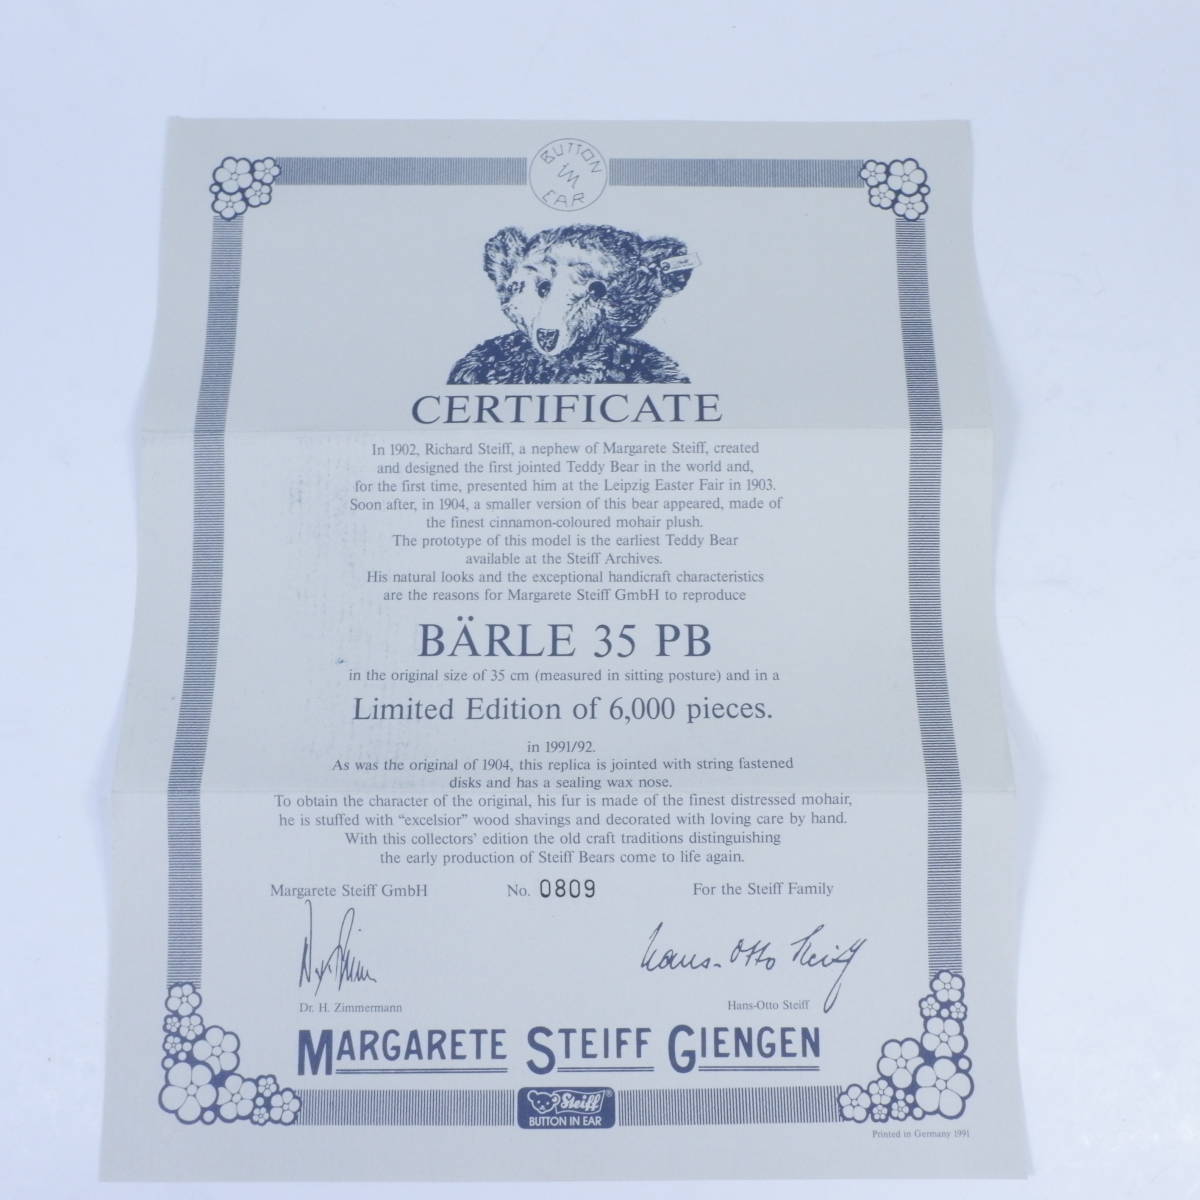 BUTTON
IN
EAR
CERTIFICATE
In 1902, Richard Steiff, a nephew of Margarete Steiff, created
and designed the first jointed Teddy Bear in the world and,
for the first time, presented him at the Leipzig Easter Fair in 1903.
Soon after, in 1904, a smaller version of this bear appeared, made of
the finest cinnamon-coloured mohair plush.
The prototype of this model is the earliest Teddy Bear
available at the Steiff Archives.
His natural looks and the exceptional handicraft characteristics
are the reasons for Margarete Steiff GmbH to reproduce
BÄRLE 35 PB
in the original size of 35 cm (measured in sitting posture) and in a
Limited Edition of 6,000 pieces.
in 1991/92.
As was the original of 1904, this replica is jointed with string fastened
disks and has a sealing wax nose.
To obtain the character of the original, his fur is made of the finest distressed mohair,
he is stuffed with “excelsior” wood shavings and decorated with loving care by hand.
With this collectors’ edition the old craft traditions distinguishing
the early production of Steiff Bears come to life again.
Margarete Steiff GmbH No. 0809 For the Steiff Family
Hans-Otto Steiff
Dr. H. Zimmermann Hans-Otto Steiff
MARGARETE STEIFF GIENGEN
Steiff®
BUTTON IN EAR
Printed in Germany 1991